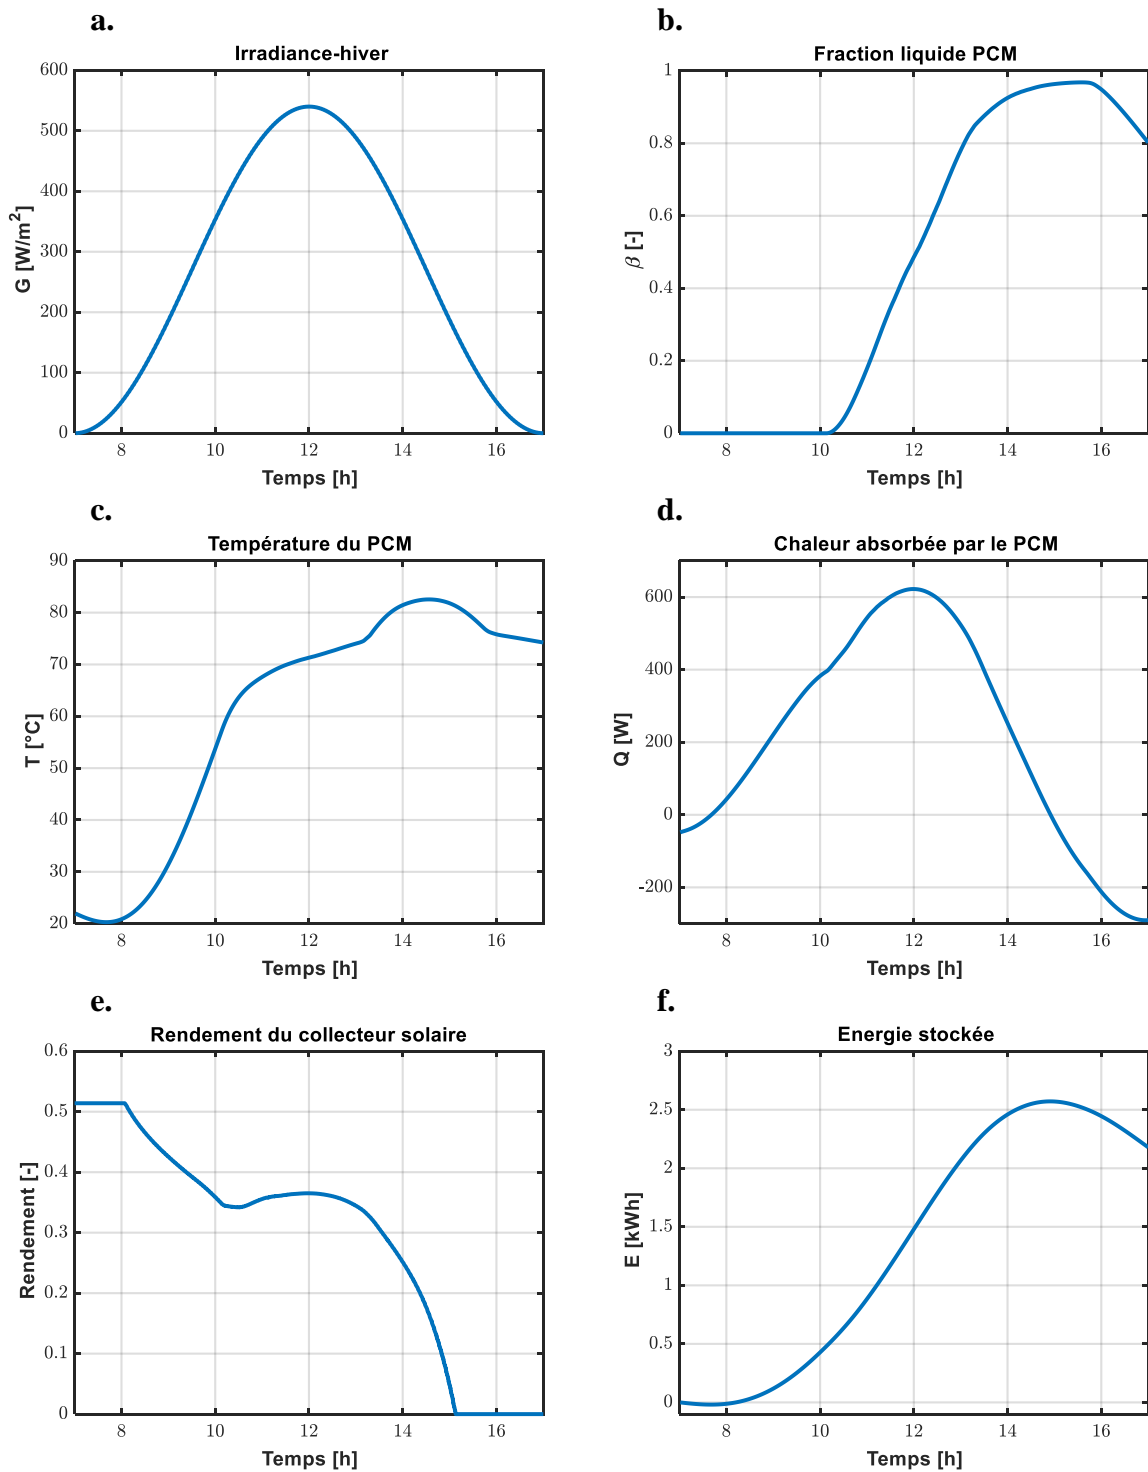 a.
Irradiance-hiver
600
500
400
300
200
100
0
8 10 12 14 16
G [W/m²]
Temps [h]
b.
Fraction liquide PCM
1
0.8
0.6
0.4
0.2
0
8 10 12 14 16
β [-]
Temps [h]
c.
Température du PCM
90
80
70
60
50
40
30
20
8 10 12 14 16
T [°C]
Temps [h]
d.
Chaleur absorbée par le PCM
600
400
200
0
-200
8 10 12 14 16
Q [W]
Temps [h]
e.
Rendement du collecteur solaire
0.6
0.5
0.4
0.3
0.2
0.1
0
8 10 12 14 16
Rendement [-]
Temps [h]
f.
Energie stockée
3
2.5
2
1.5
1
0.5
0
8 10 12 14 16
E [kWh]
Temps [h]